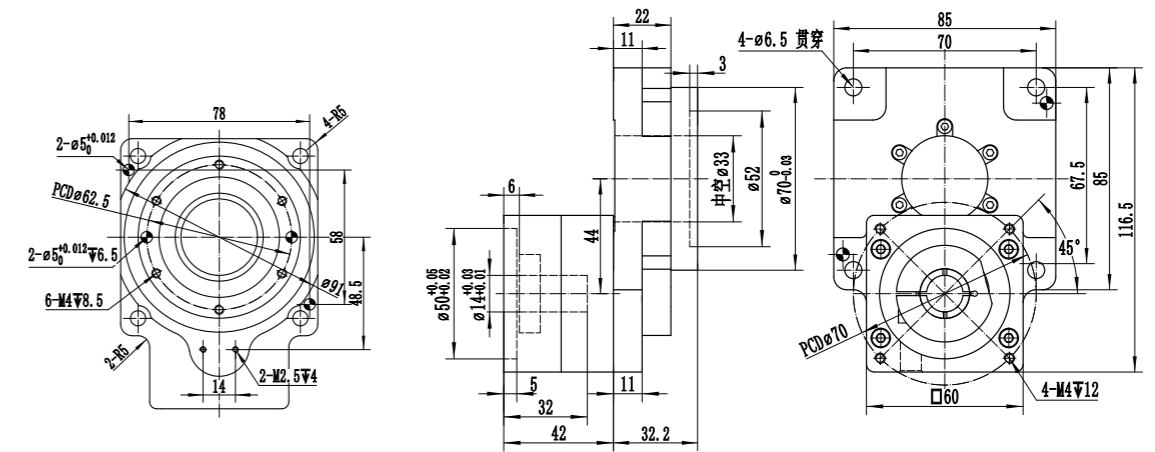 78
4-R5
2-ø5 +0.012 0
PCDø62.5
2-ø5 +0.012 0 ↧6.5
6-M4↧8.5
2-R5
58
48.5
ø91
14
2-M2.5↧4
22
11
3
6
44
中空ø33
ø52
ø70 0 -0.03
ø50 +0.05 +0.02
ø14 +0.03 +0.01
5
32
42
11
32.2
85
70
4-ø6.5 贯穿
67.5
85
116.5
45°
PCDø70
4-M4↧12
□60